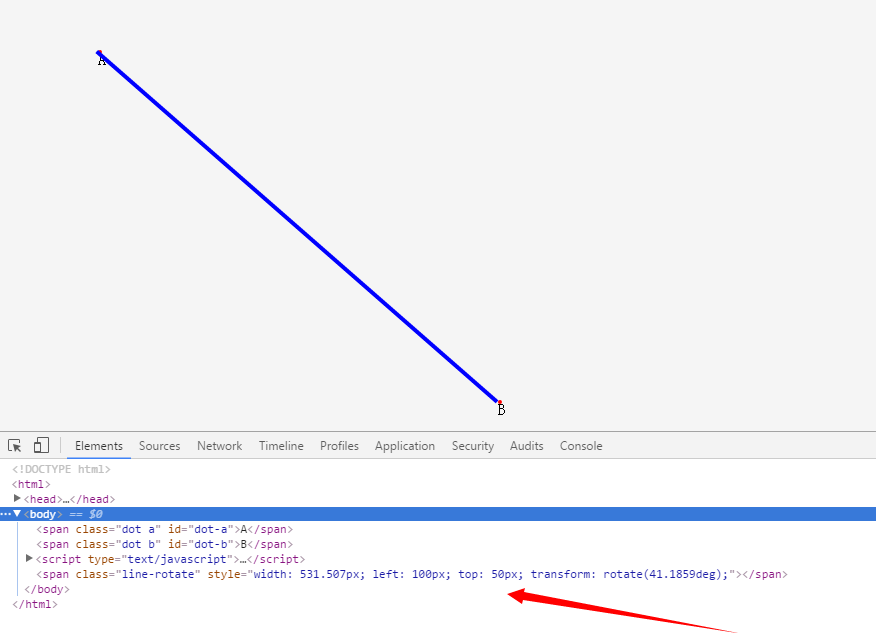 A
B
Elements Sources Network Timeline Profiles Application Security Audits Console
<!DOCTYPE html>
<html>
<head>…</head>
<body> == $0
<span class="dot a" id="dot-a">A</span>
<span class="dot b" id="dot-b">B</span>
<script type="text/javascript">…</script>
<span class="line-rotate" style="width: 531.507px; left: 100px; top: 50px; transform: rotate(41.1859deg);"></span>
</body>
</html>